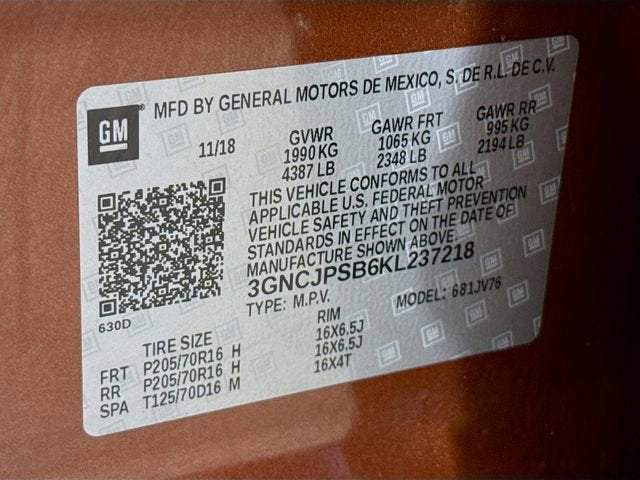 GM
MFD BY GENERAL MOTORS DE MEXICO, S. DE R.L. DE C.V.
11/18 GVWR GAWR FRT GAWR RR
1990 KG 1065 KG 995 KG
4387 LB 2348 LB 2194 LB
THIS VEHICLE CONFORMS TO ALL
APPLICABLE U.S. FEDERAL MOTOR
VEHICLE SAFETY AND THEFT PREVENTION
STANDARDS IN EFFECT ON THE DATE OF
MANUFACTURE SHOWN ABOVE.
3GNCJPSB6KL237218
TYPE: M.P.V. MODEL: 681JV76
630D
TIRE SIZE RIM
FRT P205/70R16 H 16X6.5J
RR P205/70R16 H 16X6.5J
SPA T125/70D16 M 16X4T